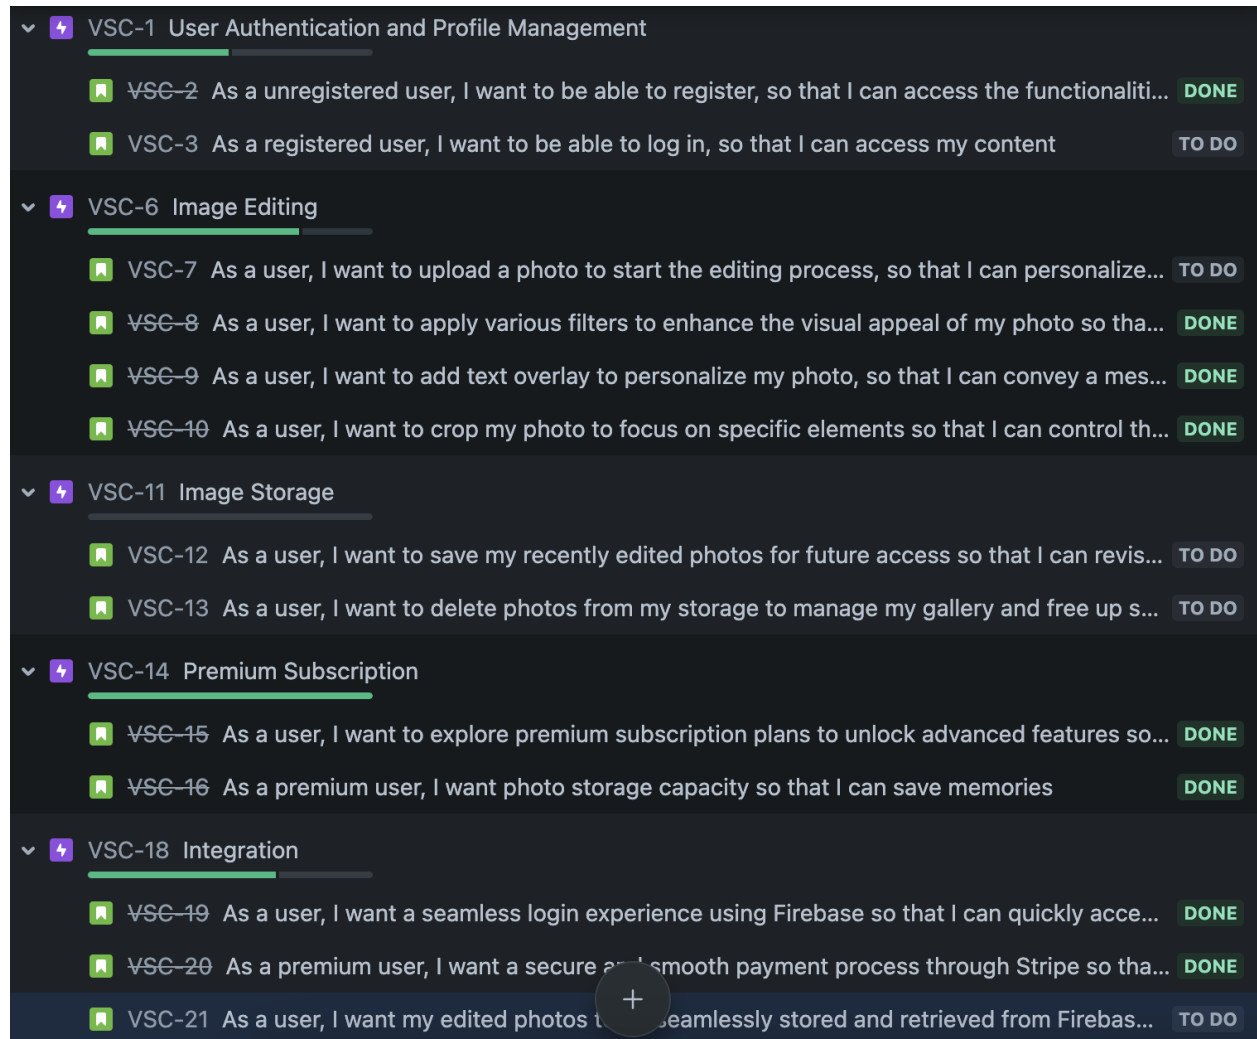 VSC-1 User Authentication and Profile Management
VSC-2 As a unregistered user, I want to be able to register, so that I can access the functionaliti... DONE
VSC-3 As a registered user, I want to be able to log in, so that I can access my content TO DO
VSC-6 Image Editing
VSC-7 As a user, I want to upload a photo to start the editing process, so that I can personalize... TO DO
VSC-8 As a user, I want to apply various filters to enhance the visual appeal of my photo so tha... DONE
VSC-9 As a user, I want to add text overlay to personalize my photo, so that I can convey a mes... DONE
VSC-10 As a user, I want to crop my photo to focus on specific elements so that I can control th... DONE
VSC-11 Image Storage
VSC-12 As a user, I want to save my recently edited photos for future access so that I can revis... TO DO
VSC-13 As a user, I want to delete photos from my storage to manage my gallery and free up s... TO DO
VSC-14 Premium Subscription
VSC-15 As a user, I want to explore premium subscription plans to unlock advanced features so... DONE
VSC-16 As a premium user, I want photo storage capacity so that I can save memories DONE
VSC-18 Integration
VSC-19 As a user, I want a seamless login experience using Firebase so that I can quickly acce... DONE
VSC-20 As a premium user, I want a secure and smooth payment process through Stripe so tha... DONE
VSC-21 As a user, I want my edited photos seamlessly stored and retrieved from Firebas... TO DO